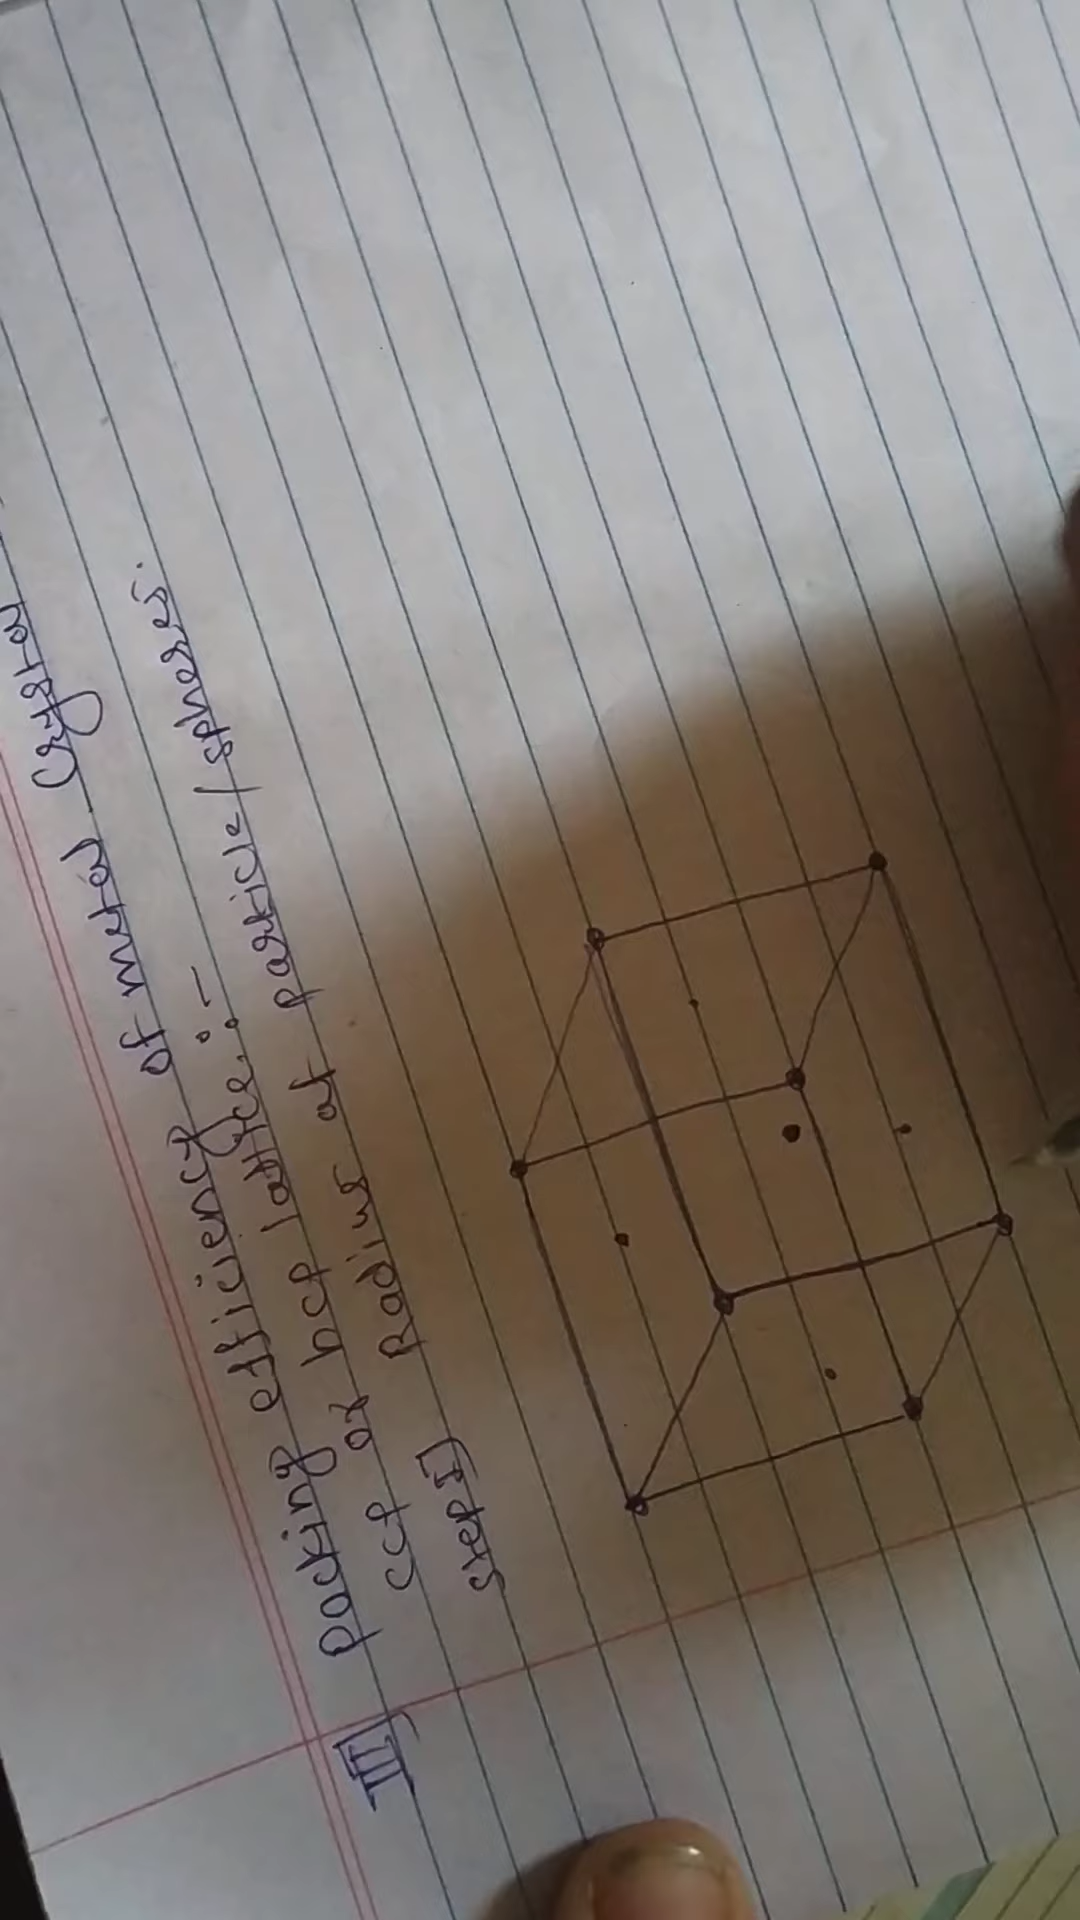 III] Packing efficiency of metal Crystal
ccp or hcp lattice :-
Step I] Radius of Particle / Spheres.